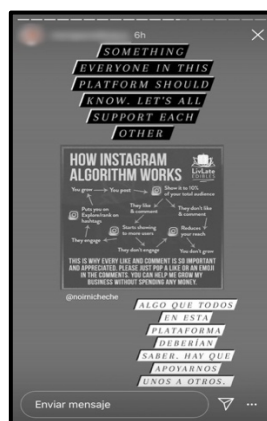 6h
SOMETHING
EVERYONE IN THIS
PLATFORM SHOULD
KNOW. LET'S ALL
SUPPORT EACH
OTHER
HOW INSTAGRAM
ALGORITHM WORKS
LivLate
EDIBLES
You grow
You post
Show it to 10%
of your total audience
They like
& comment
They don't like
& comment
Puts you on
Explore/rank on
hashtags
Starts showing
to more users
Reduces
your reach
They engage
They don't engage
You don't grow
THIS IS WHY EVERY LIKE AND COMMENT IS SO IMPORTANT
AND APPRECIATED. PLEASE JUST POP A LIKE OR AN EMOJI
IN THE COMMENTS. YOU CAN HELP ME GROW MY
BUSINESS WITHOUT SPENDING ANY MONEY.
@noirnicheche
ALGO QUE TODOS
EN ESTA
PLATAFORMA
DEBERÍAN
SABER. HAY QUE
APOYARNOS
UNOS A OTROS.
Enviar mensaje